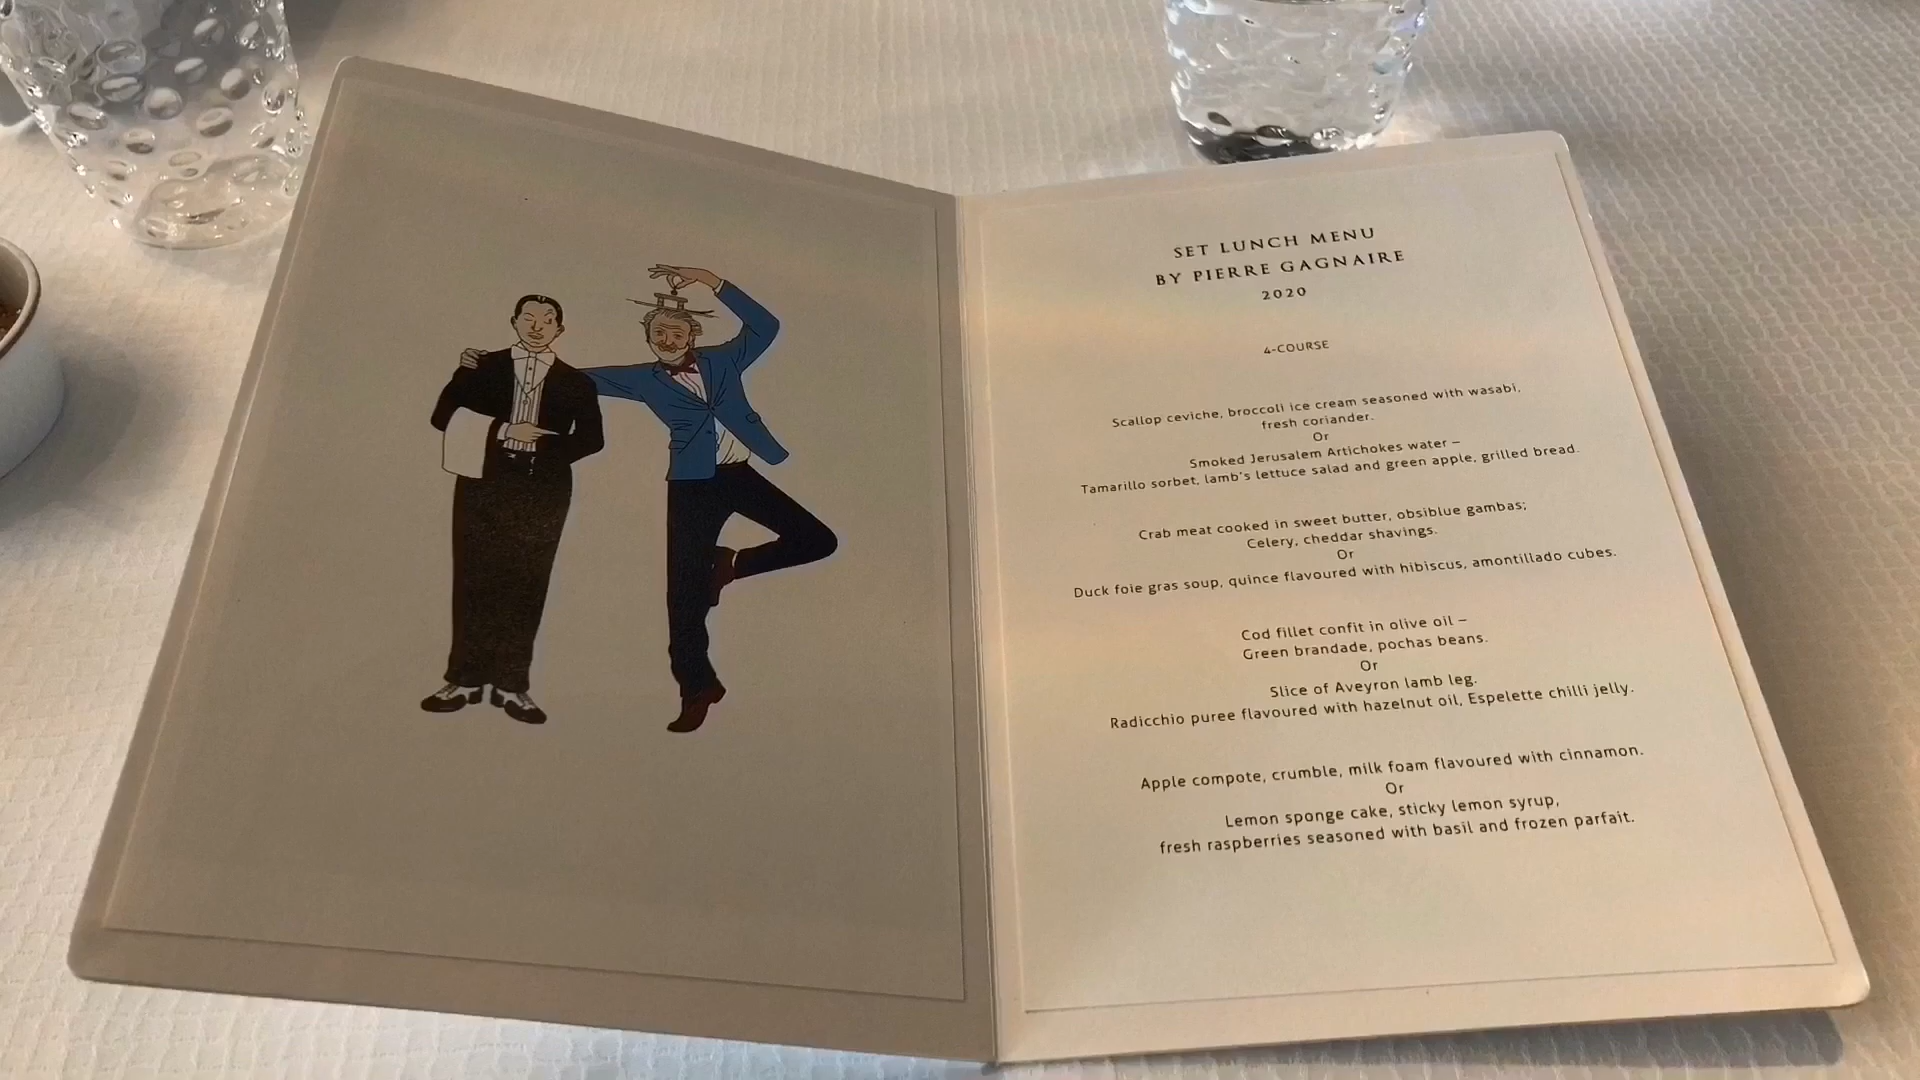 SET LUNCH MENU
BY PIERRE GAGNAIRE
2020
4-COURSE
Scallop ceviche, broccoli ice cream seasoned with wasabi,
fresh coriander.
Or
Smoked Jerusalem Artichokes water –
Tamarillo sorbet, lamb's lettuce salad and green apple, grilled bread.
Crab meat cooked in sweet butter, obsiblue gambas;
Celery, cheddar shavings.
Or
Duck foie gras soup, quince flavoured with hibiscus, amontillado cubes.
Cod fillet confit in olive oil –
Green brandade, pochas beans.
Or
Slice of Aveyron lamb leg.
Radicchio puree flavoured with hazelnut oil, Espelette chilli jelly.
Apple compote, crumble, milk foam flavoured with cinnamon.
Or
Lemon sponge cake, sticky lemon syrup,
fresh raspberries seasoned with basil and frozen parfait.